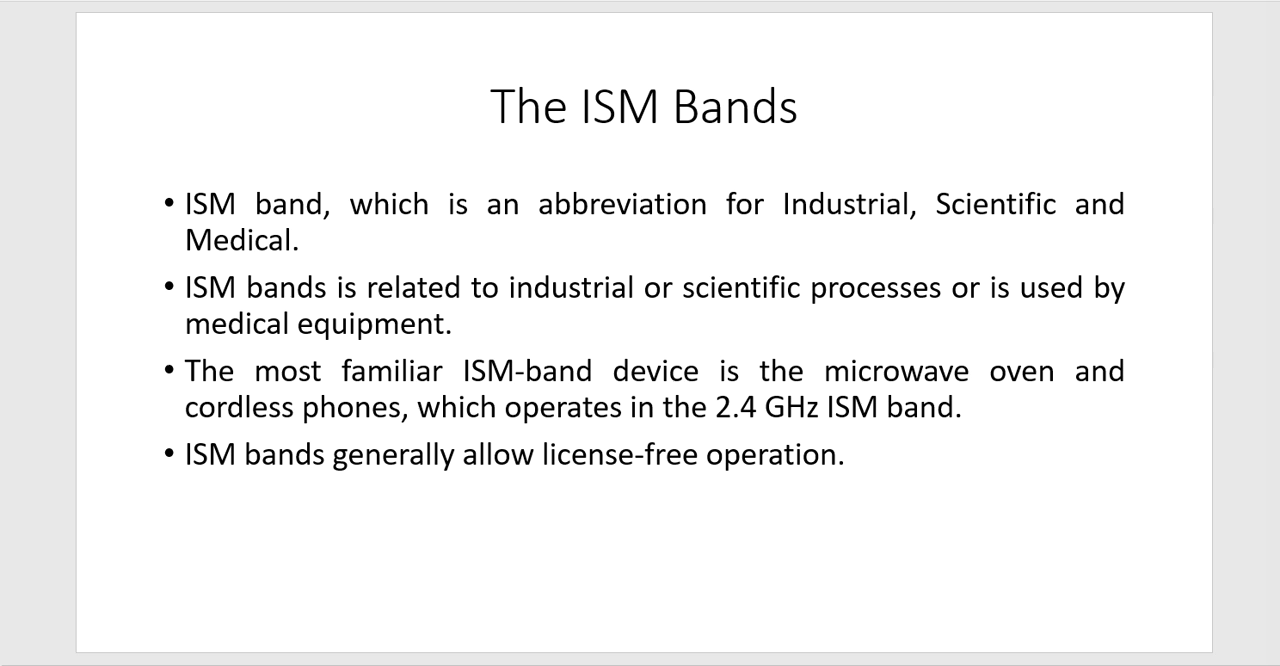 The ISM Bands
• ISM band, which is an abbreviation for Industrial, Scientific and
Medical.
• ISM bands is related to industrial or scientific processes or is used by
medical equipment.
• The most familiar ISM-band device is the microwave oven and
cordless phones, which operates in the 2.4 GHz ISM band.
• ISM bands generally allow license-free operation.